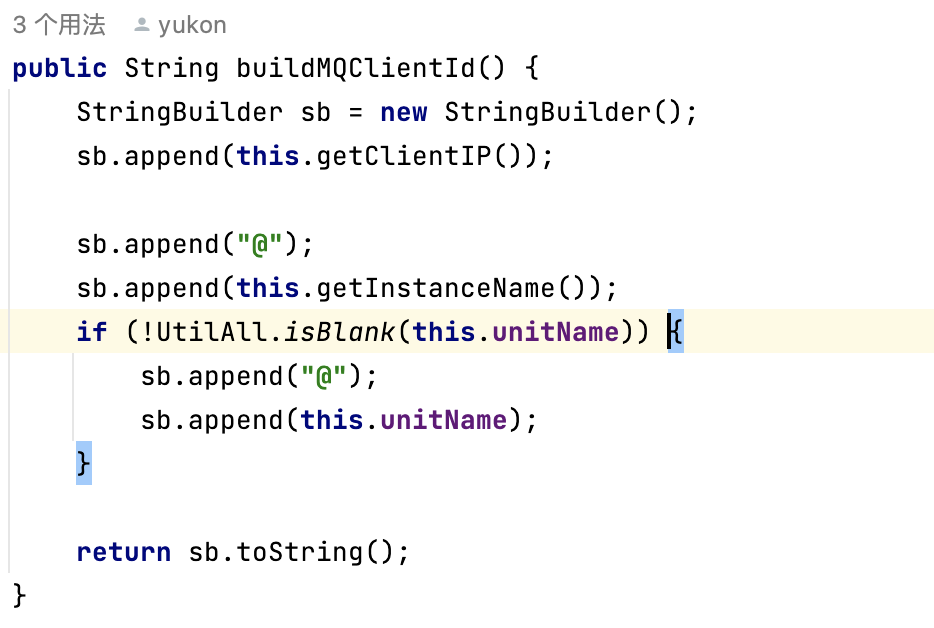 3 个用法 yukon
public String buildMQClientId() {
    StringBuilder sb = new StringBuilder();
    sb.append(this.getClientIP());

    sb.append("@");
    sb.append(this.getInstanceName());
    if (!UtilAll.isBlank(this.unitName)) {
        sb.append("@");
        sb.append(this.unitName);
    }

    return sb.toString();
}